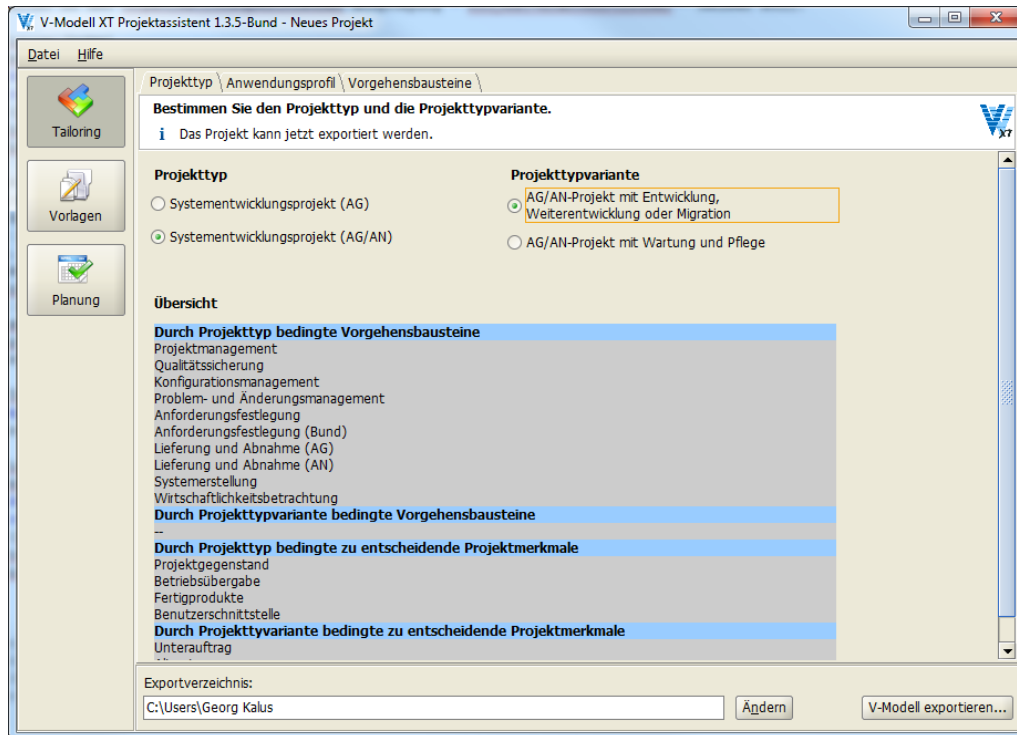 V-Modell XT Projektassistent 1.3.5-Bund - Neues Projekt
Datei Hilfe
Projekttyp \ Anwendungsprofil \ Vorgehensbausteine \
Bestimmen Sie den Projekttyp und die Projekttypvariante.
i Das Projekt kann jetzt exportiert werden.
XT
Tailoring
Vorlagen
Planung
Projekttyp
Systementwicklungsprojekt (AG)
Systementwicklungsprojekt (AG/AN)
Projekttypvariante
AG/AN-Projekt mit Entwicklung,
Weiterentwicklung oder Migration
AG/AN-Projekt mit Wartung und Pflege
Übersicht
Durch Projekttyp bedingte Vorgehensbausteine
Projektmanagement
Qualitätssicherung
Konfigurationsmanagement
Problem- und Änderungsmanagement
Anforderungsfestlegung
Anforderungsfestlegung (Bund)
Lieferung und Abnahme (AG)
Lieferung und Abnahme (AN)
Systemerstellung
Wirtschaftlichkeitsbetrachtung
Durch Projekttypvariante bedingte Vorgehensbausteine
--
Durch Projekttyp bedingte zu entscheidende Projektmerkmale
Projektgegenstand
Betriebsübergabe
Fertigprodukte
Benutzerschnittstelle
Durch Projekttyvariante bedingte zu entscheidende Projektmerkmale
Unterauftrag
Exportverzeichnis:
C:\Users\Georg Kalus
Ändern
V-Modell exportieren...